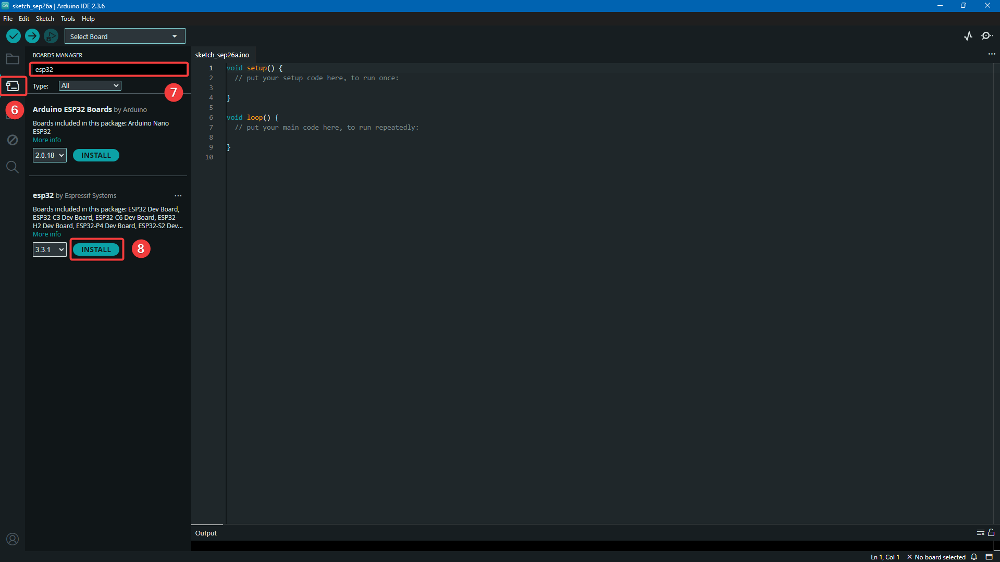 sketch_sep26a | Arduino IDE 2.3.6
File Edit Sketch Tools Help
Select Board
BOARDS MANAGER
esp32
Type: All
7
6
Arduino ESP32 Boards by Arduino
Boards included in this package: Arduino Nano
ESP32
More info
2.0.18- INSTALL
esp32 by Espressif Systems
Boards included in this package: ESP32 Dev Board,
ESP32-C3 Dev Board, ESP32-C6 Dev Board, ESP32-
H2 Dev Board, ESP32-P4 Dev Board, ESP32-S2 Dev...
More info
3.3.1 INSTALL 8
sketch_sep26a.ino
1 void setup() {
2 // put your setup code here, to run once:
3
4 }
5
6 void loop() {
7 // put your main code here, to run repeatedly:
8
9 }
10
Output
Ln 1, Col 1 × No board selected